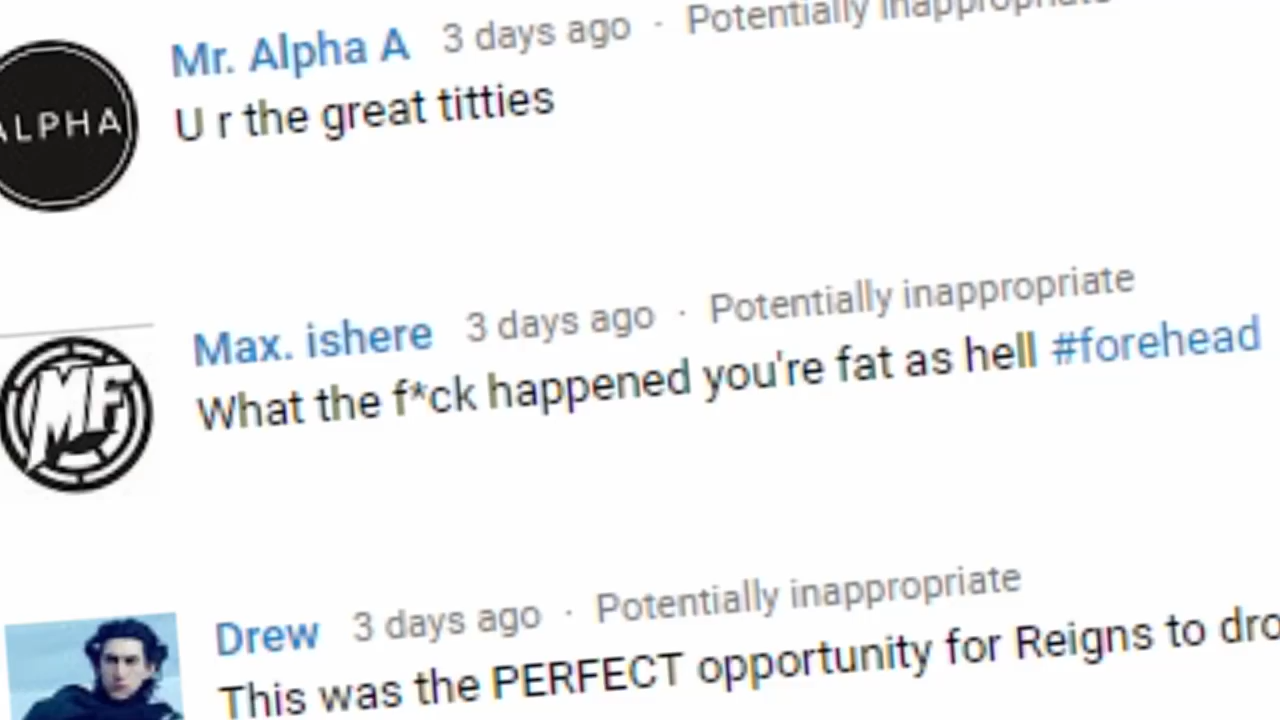 Mr. Alpha A 3 days ago · Potentially inappropriate
U r the great titties
ALPHA
Max. ishere 3 days ago · Potentially inappropriate
What the f*ck happened you're fat as hell #forehead
MF
Drew 3 days ago · Potentially inappropriate
This was the PERFECT opportunity for Reigns to